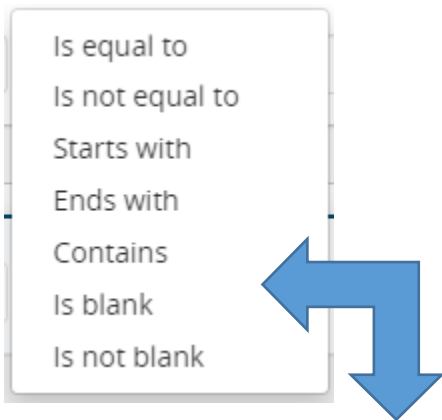 Is equal to
Is not equal to
Starts with
Ends with
Contains
Is blank
Is not blank